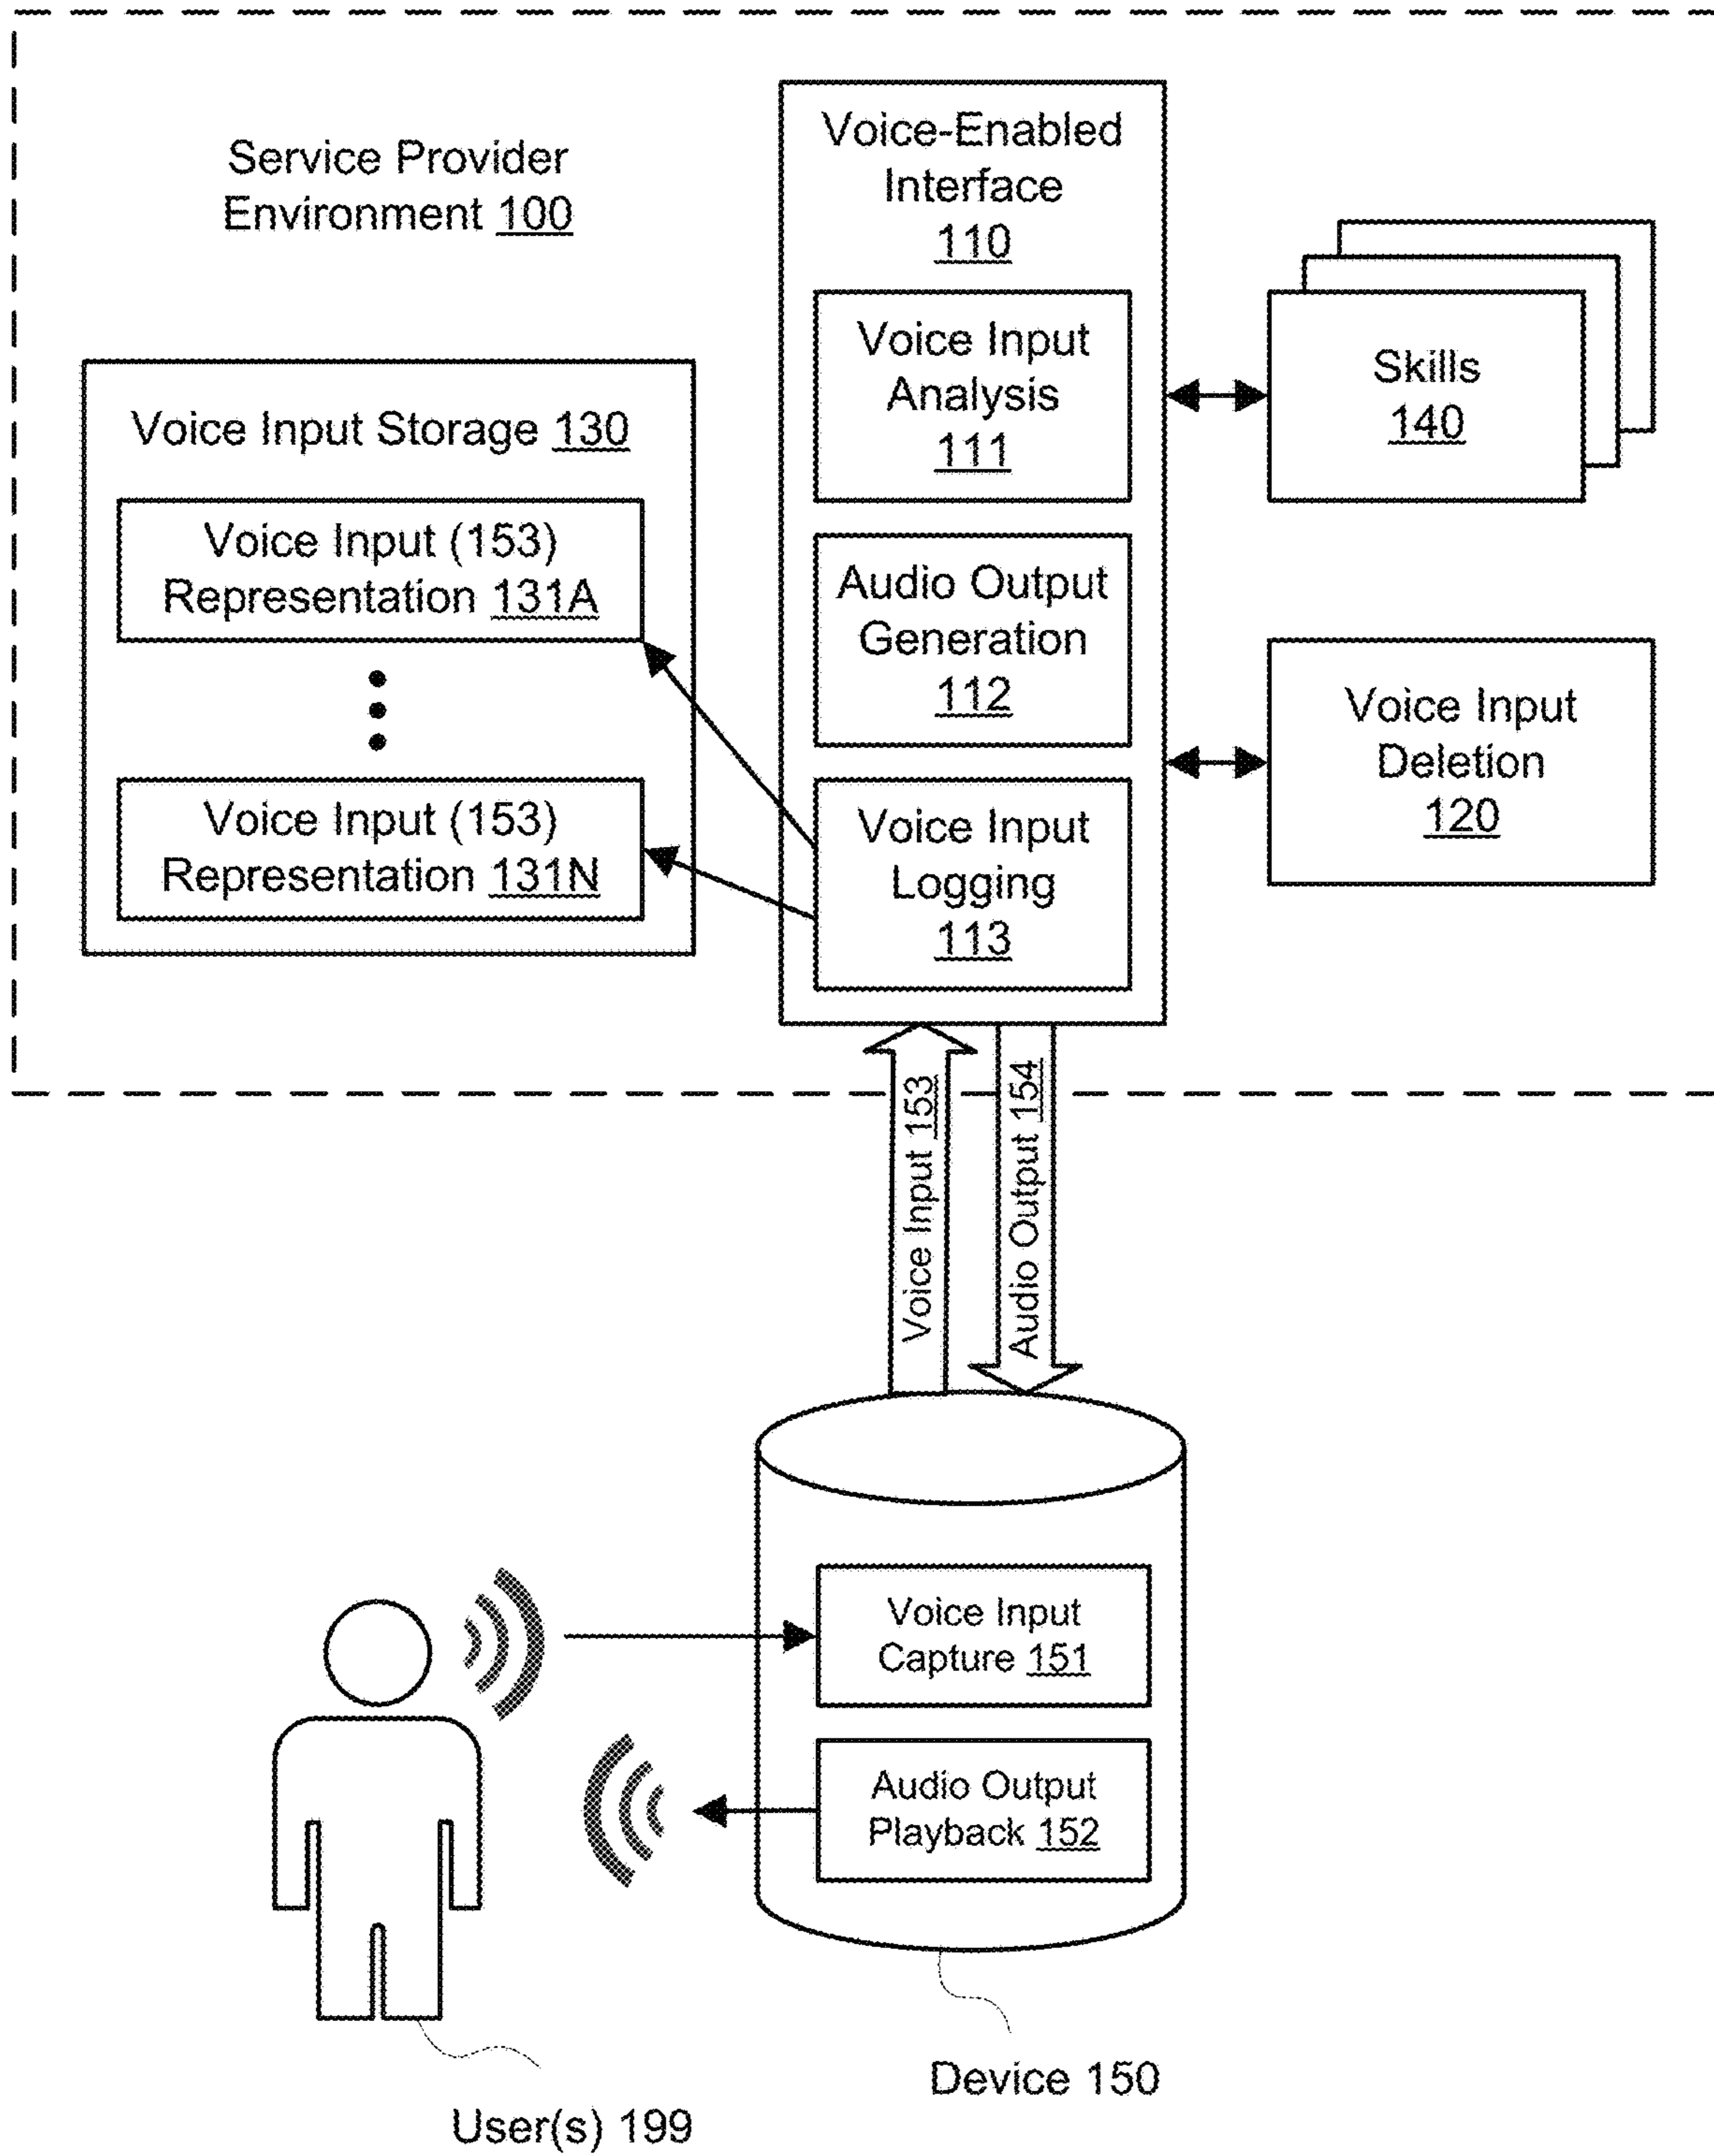 Service Provider
Environment 100
Voice-Enabled
Interface
110
Voice Input
Analysis
111
Skills
140
Voice Input Storage 130
Voice Input (153)
Representation 131A
Audio Output
Generation
112
Voice Input
Deletion
120
Voice Input (153)
Representation 131N
Voice Input
Logging
113
Voice Input 153
Audio Output 154
Voice Input
Capture 151
Audio Output
Playback 152
Device 150
User(s) 199